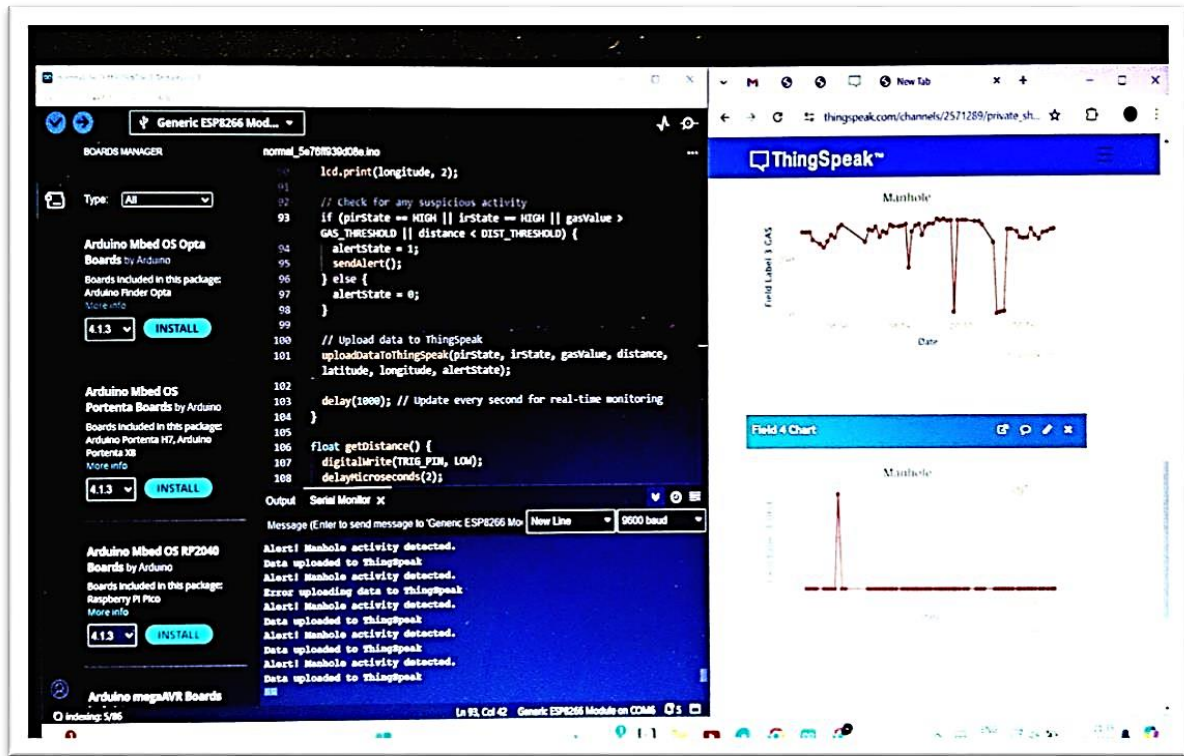 Generic ESP8266 Mod...
BOARDS MANAGER
Type: All
Arduino Mbed OS Opta
Boards by Arduino
Boards included in this package:
Arduino Finder Opta
More info
4.1.3 INSTALL
Arduino Mbed OS
Portenta Boards by Arduino
Boards included in this package:
Arduino Portenta H7, Arduino
Portenta X8
More info
4.1.3 INSTALL
Arduino Mbed OS RP2040
Boards by Arduino
Boards included in this package:
Raspberry Pi Pico
More info
4.1.3 INSTALL
Arduino megaAVR Boards
indexing: 5/86
normal_5e76ff939d08e.ino
90 lcd.print(longitude, 2);
91
92 // Check for any suspicious activity
93 if (pirState == HIGH || irState == HIGH || gasValue >
GAS_THRESHOLD || distance < DIST_THRESHOLD) {
94 alertState = 1;
95 sendAlert();
96 } else {
97 alertState = 0;
98 }
99
100 // Upload data to ThingSpeak
101 uploadDataToThingSpeak(pirState, irState, gasValue, distance,
latitude, longitude, alertState);
102
103 delay(1000); // Update every second for real-time monitoring
104 }
105
106 float getDistance() {
107 digitalWrite(TRIG_PIN, LOW);
108 delayMicroseconds(2);
Output Serial Monitor
Message (Enter to send message to 'Generic ESP8266 Mo New Line 9600 baud
Alert! Manhole activity detected.
Data uploaded to ThingSpeak
Alert! Manhole activity detected.
Error uploading data to ThingSpeak
Alert! Manhole activity detected.
Data uploaded to ThingSpeak
Alert! Manhole activity detected.
Data uploaded to ThingSpeak
Alert! Manhole activity detected.
Data uploaded to ThingSpeak
Ln 93, Col 42 Generic ESP8266 Module on COM6 5
New Tab
thingspeak.com/channels/2571289/private_sh...
ThingSpeak™
Manhole
Field Label 3 GAS
Date
Field 4 Chart
Manhole